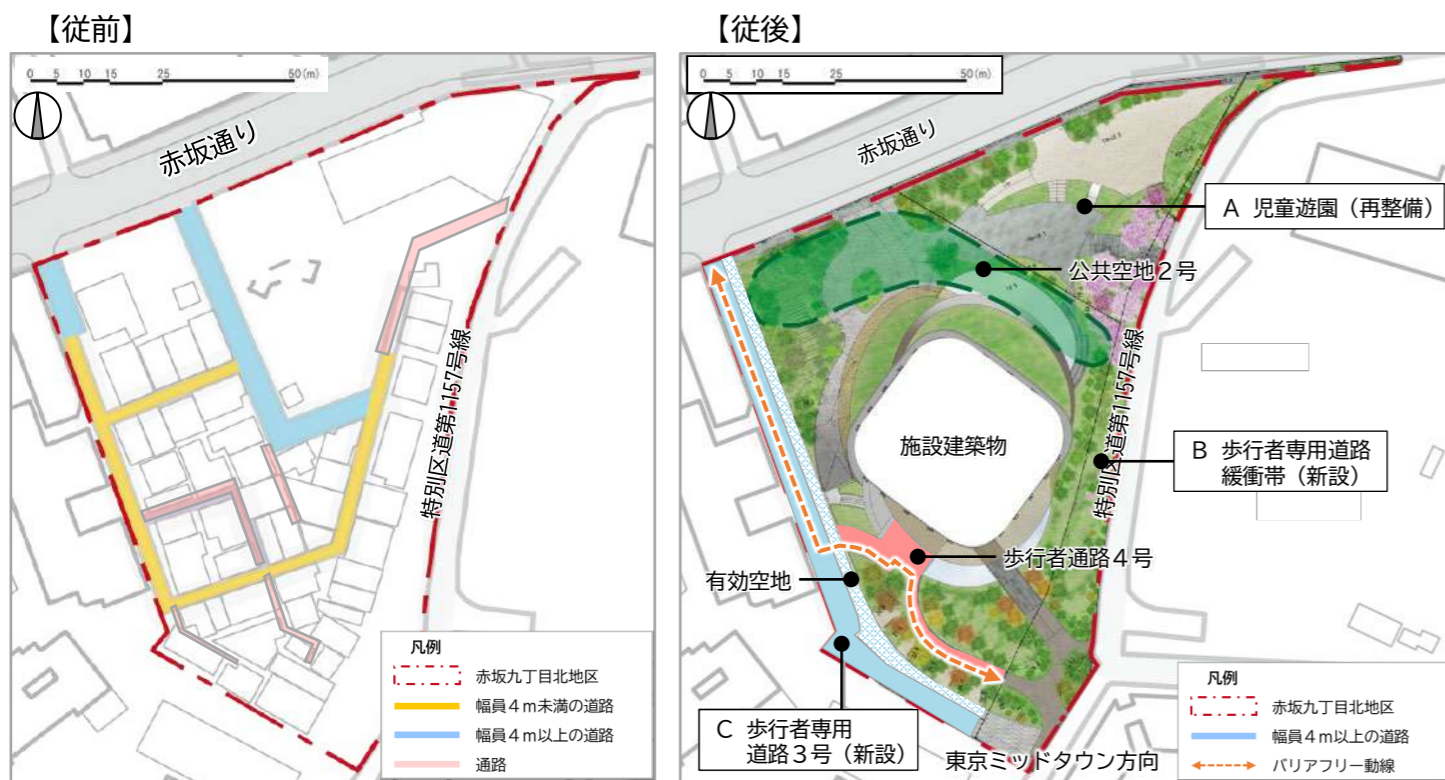 【従前】
0 5 10 15 25 50(m)
赤坂通り
特別区道第1157号線
凡例
赤坂九丁目北地区
幅員4m未満の道路
幅員4m以上の道路
通路
【従後】
0 5 10 15 25 50(m)
赤坂通り
A 児童遊園(再整備)
公共空地2号
特別区道第1157号線
施設建築物
B 歩行者専用道路
緩衝帯(新設)
歩行者通路4号
有効空地
C 歩行者専用
道路3号(新設)
東京ミッドタウン方向
凡例
赤坂九丁目北地区
幅員4m以上の道路
バリアフリー動線